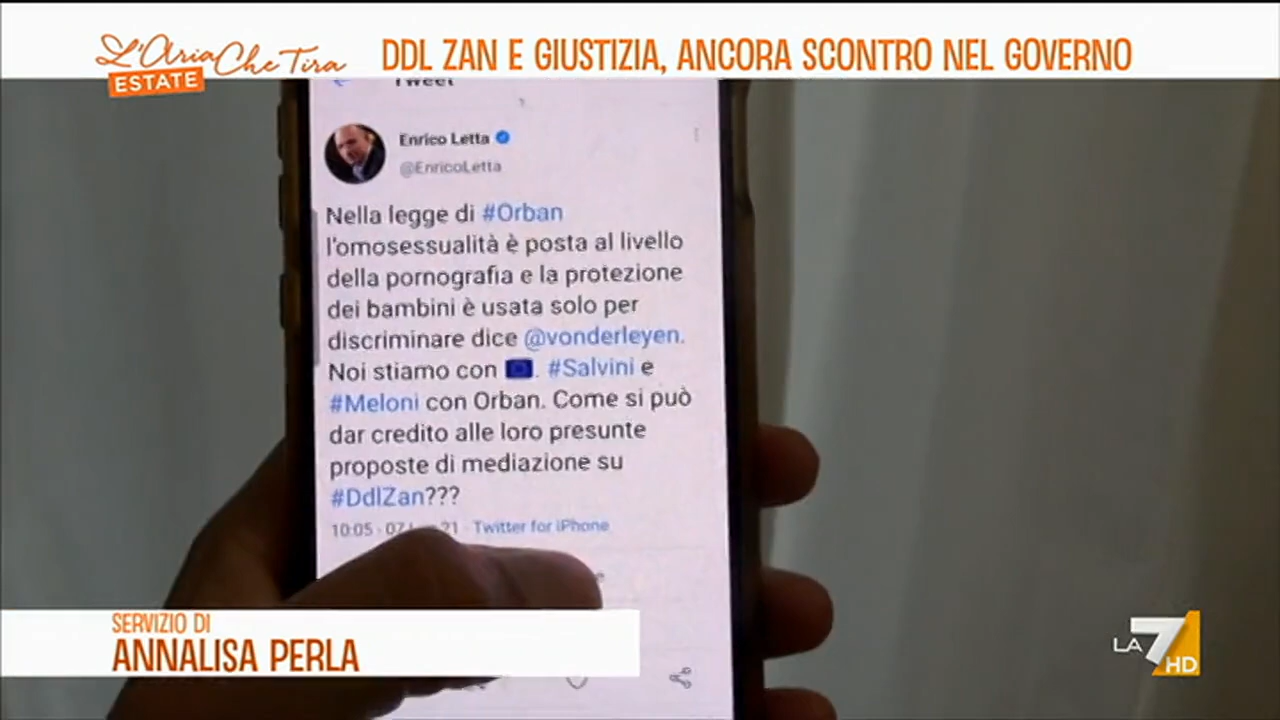 L'Aria Che Tira
ESTATE
DDL ZAN E GIUSTIZIA, ANCORA SCONTRO NEL GOVERNO
Tweet
Enrico Letta
@EnricoLetta
Nella legge di #Orban
l'omosessualità è posta al livello
della pornografia e la protezione
dei bambini è usata solo per
discriminare dice @vonderleyen.
Noi stiamo con 🇪🇺. #Salvini e
#Meloni con Orban. Come si può
dar credito alle loro presunte
proposte di mediazione su
#DdlZan???
10:05 · 07 21 · Twitter for iPhone
SERVIZIO DI
ANNALISA PERLA
LA 7 HD